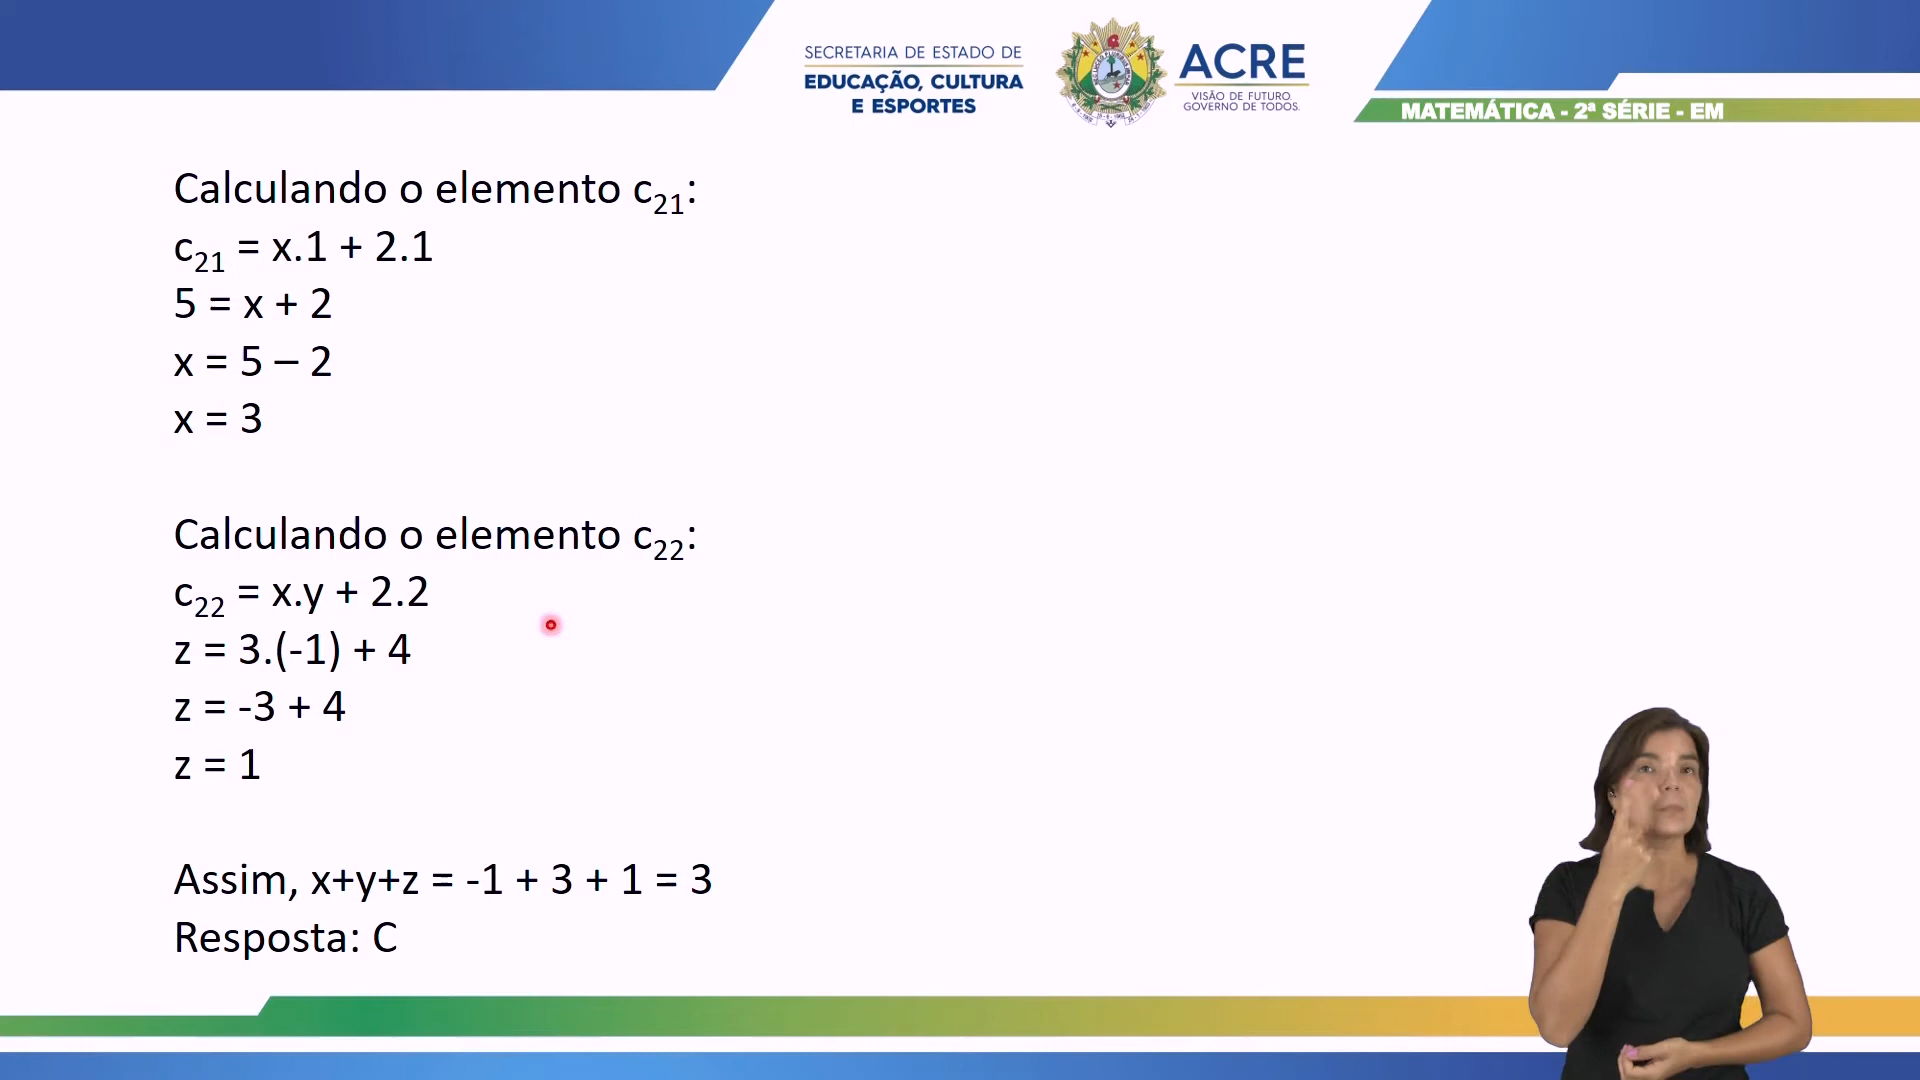 SECRETARIA DE ESTADO DE
EDUCAÇÃO, CULTURA
E ESPORTES
ACRE
VISÃO DE FUTURO.
GOVERNO DE TODOS.
MATEMÁTICA - 2ª SÉRIE - EM
Calculando o elemento c₂₁:
c₂₁ = x.1 + 2.1
5 = x + 2
x = 5 – 2
x = 3
Calculando o elemento c₂₂:
c₂₂ = x.y + 2.2
z = 3.(-1) + 4
z = -3 + 4
z = 1
Assim, x+y+z = -1 + 3 + 1 = 3
Resposta: C